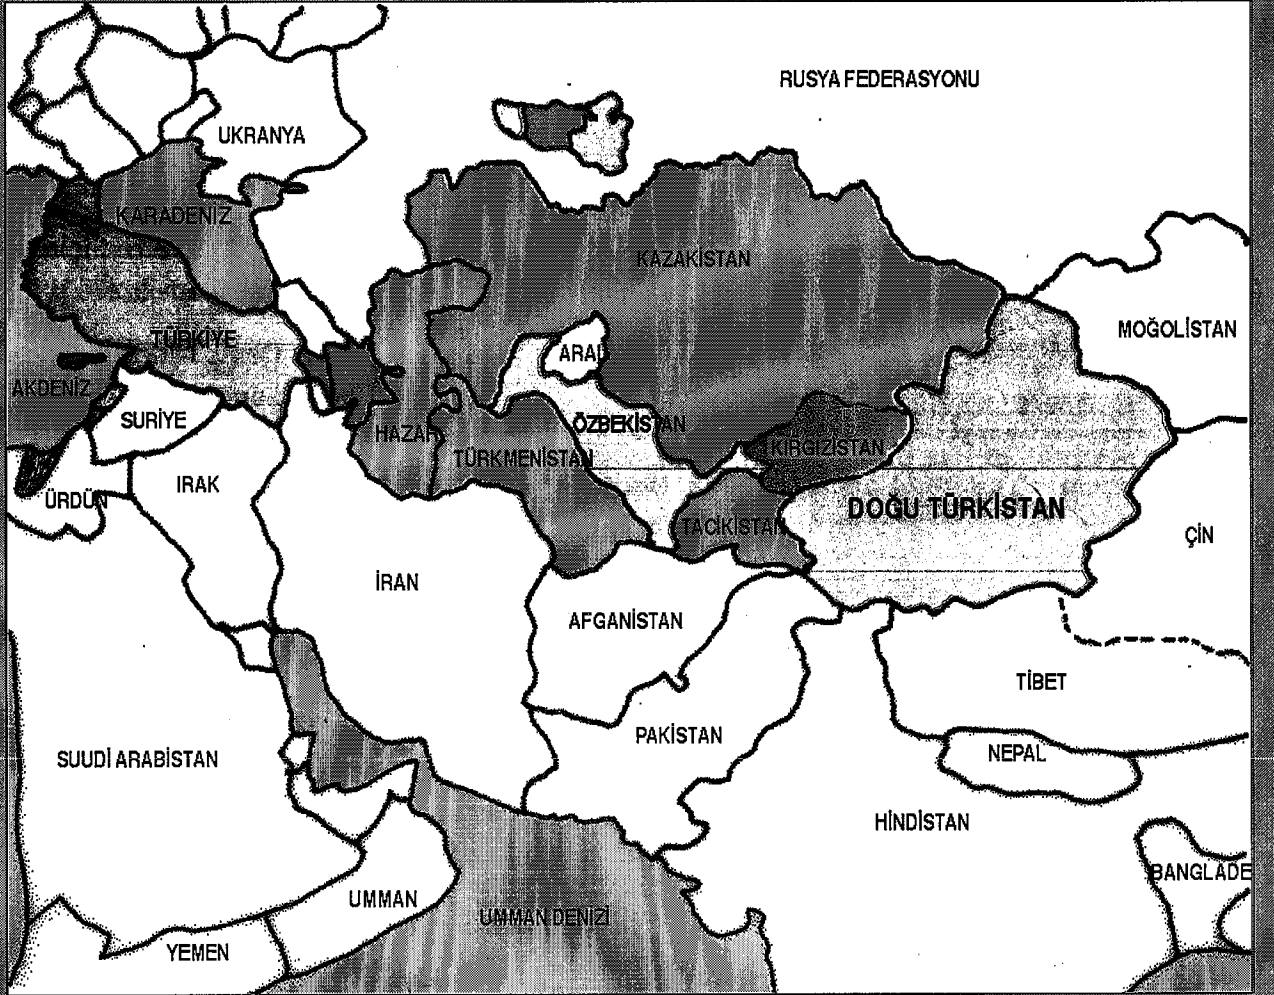 RUSYA FEDERASYONU
UKRANYA
KARADENİZ
KAZAKİSTAN
MOĞOLİSTAN
TÜRKİYE
ARAL
AKDENİZ
SURİYE
ÖZBEKİSTAN
HAZAR
KIRGIZİSTAN
TÜRKMENİSTAN
IRAK
ÜRDÜN
DOĞU TÜRKİSTAN
TACİKİSTAN
ÇİN
İRAN
AFGANİSTAN
TİBET
PAKİSTAN
NEPAL
SUUDİ ARABİSTAN
HİNDİSTAN
BANGLADE
UMMAN
UMMAN DENİZİ
YEMEN